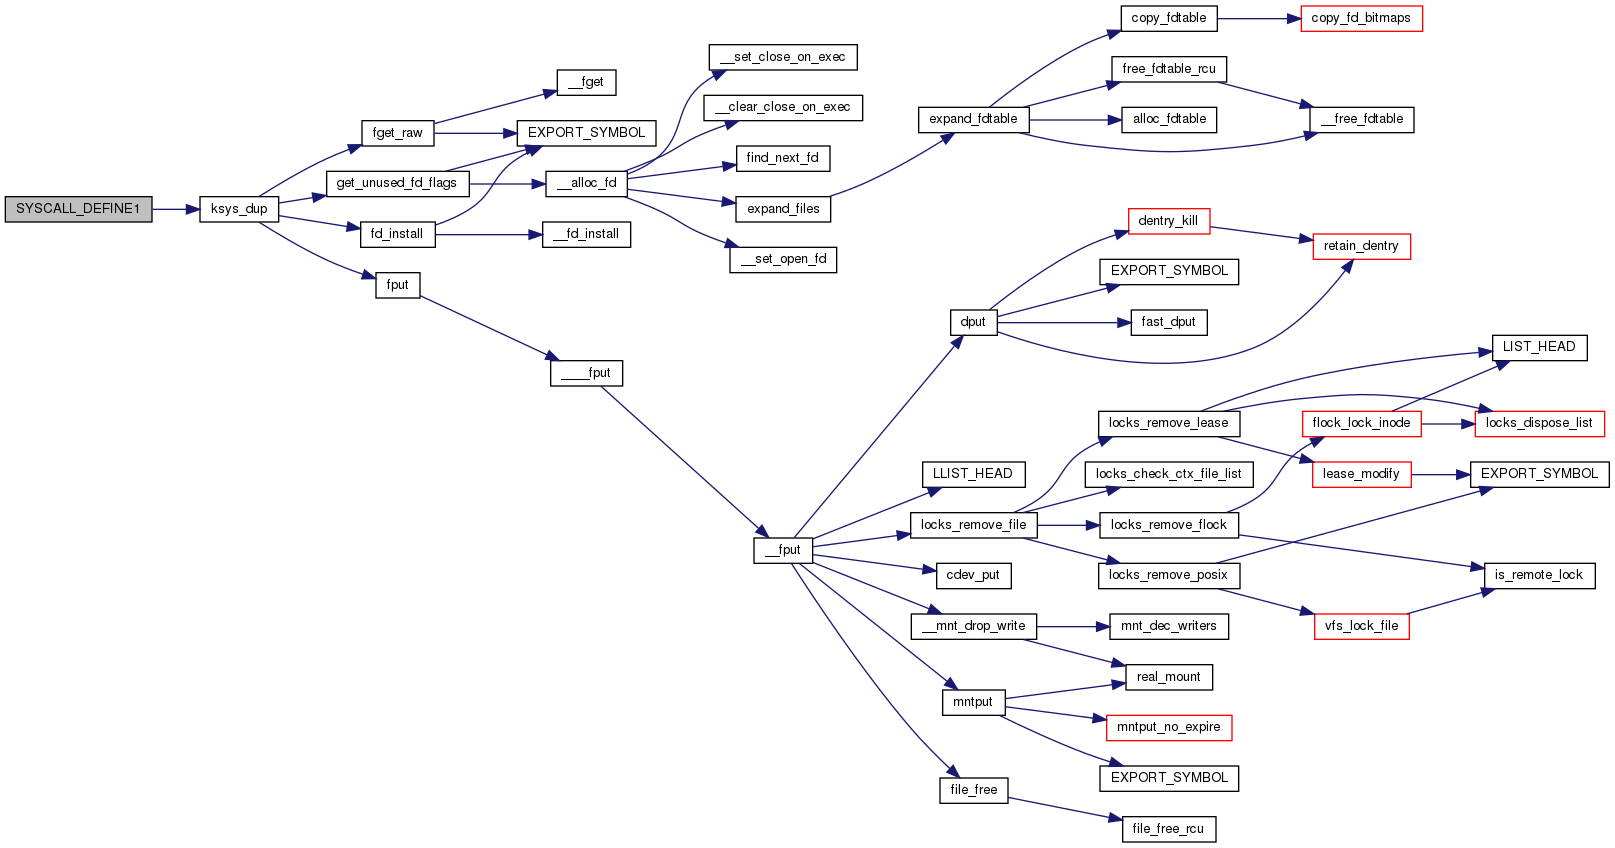 SYSCALL_DEFINE1
ksys_dup
fget_raw
get_unused_fd_flags
fd_install
fput
__fget
EXPORT_SYMBOL
__alloc_fd
__fd_install
____fput
__set_close_on_exec
__clear_close_on_exec
find_next_fd
expand_files
__set_open_fd
__fput
expand_fdtable
dput
LLIST_HEAD
locks_remove_file
cdev_put
__mnt_drop_write
mntput
file_free
copy_fdtable
free_fdtable_rcu
alloc_fdtable
dentry_kill
EXPORT_SYMBOL
fast_dput
locks_remove_lease
locks_check_ctx_file_list
locks_remove_flock
locks_remove_posix
mnt_dec_writers
real_mount
mntput_no_expire
EXPORT_SYMBOL
file_free_rcu
copy_fd_bitmaps
__free_fdtable
retain_dentry
flock_lock_inode
lease_modify
vfs_lock_file
LIST_HEAD
locks_dispose_list
EXPORT_SYMBOL
is_remote_lock